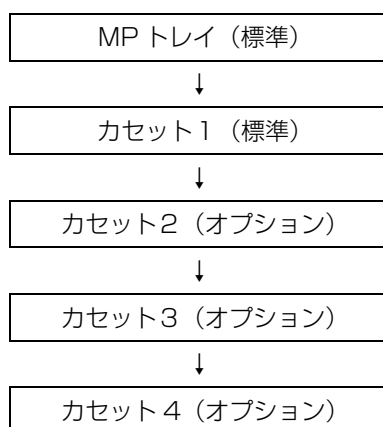 MP トレイ（標準）
↓
カセット1（標準）
↓
カセット2（オプション）
↓
カセット3（オプション）
↓
カセット4（オプション）